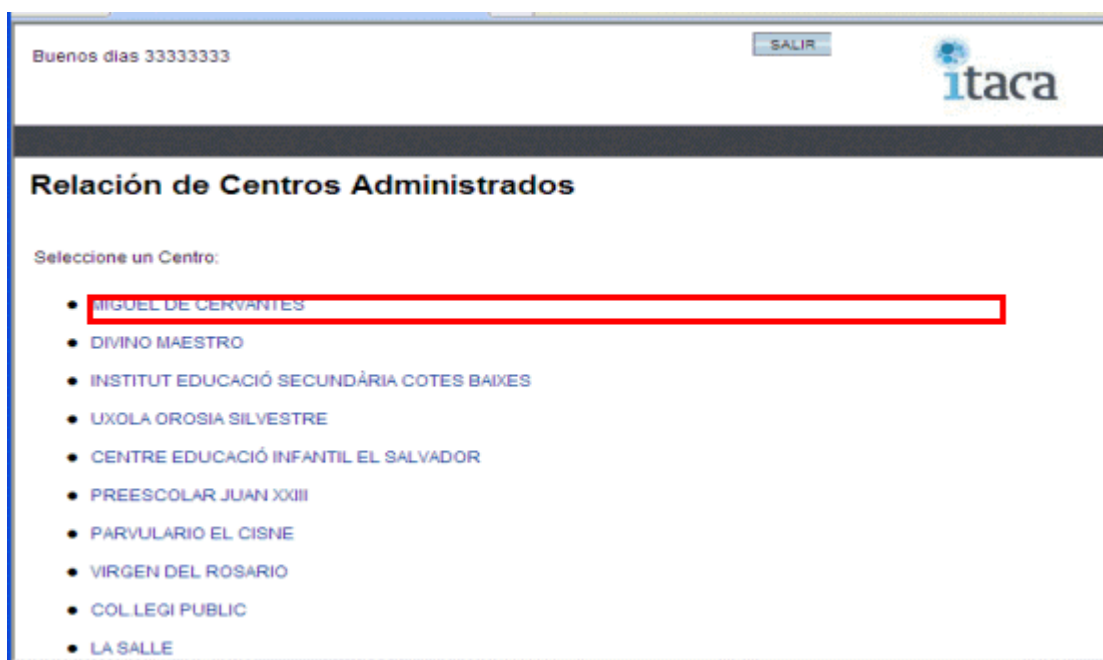 Buenos dias 33333333
SALIR
itaca
Relación de Centros Administrados
Seleccione un Centro:
MIGUEL DE CERVANTES
DIVINO MAESTRO
INSTITUT EDUCACIÓ SECUNDÀRIA COTES BAIXES
UXOLA OROSIA SILVESTRE
CENTRE EDUCACIÓ INFANTIL EL SALVADOR
PREESCOLAR JUAN XXIII
PARVULARIO EL CISNE
VIRGEN DEL ROSARIO
COL.LEGI PUBLIC
LA SALLE